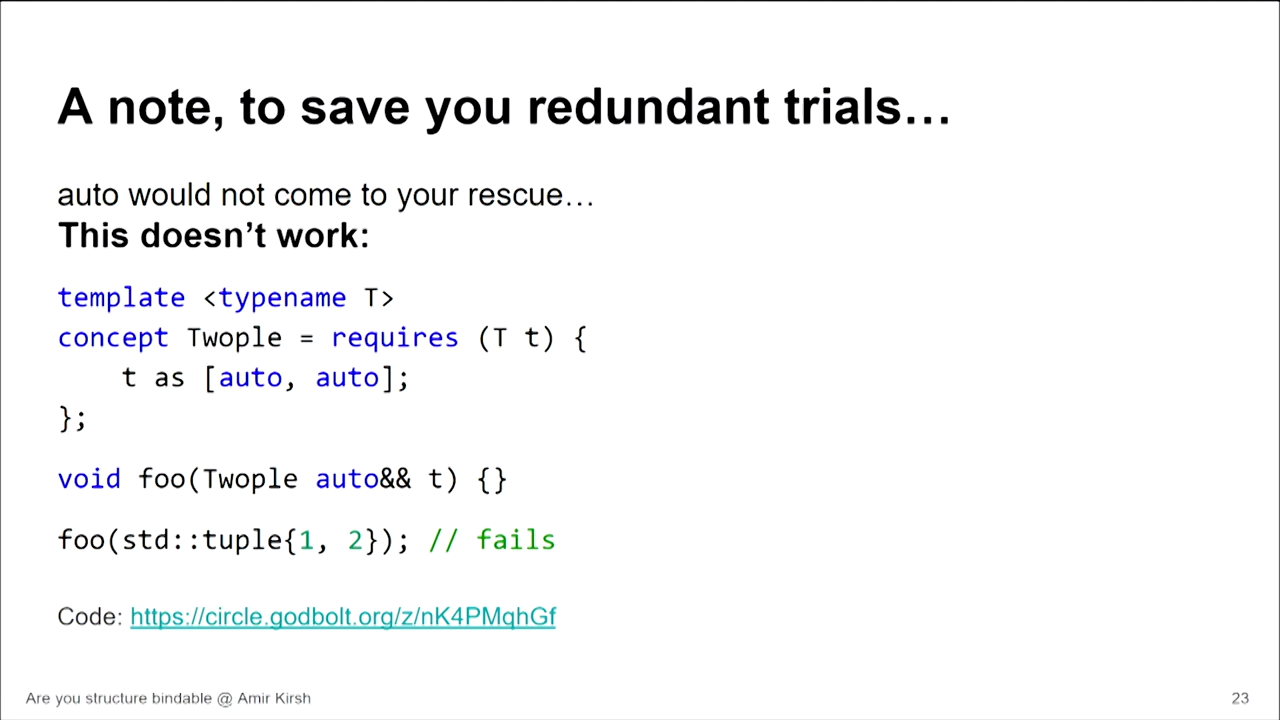 A note, to save you redundant trials…
auto would not come to your rescue…
This doesn’t work:
template <typename T>
concept Twople = requires (T t) {
    t as [auto, auto];
};
void foo(Twople auto&& t) {}
foo(std::tuple{1, 2}); // fails
Code: https://circle.godbolt.org/z/nK4PMqhGf
Are you structure bindable @ Amir Kirsh
23